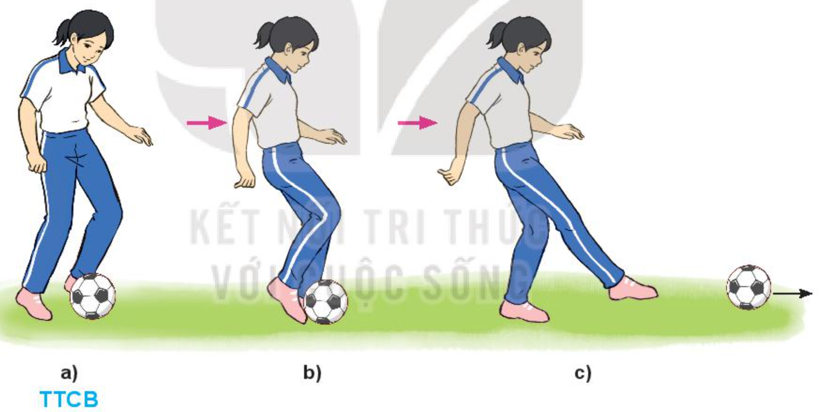 KẾT NỐI TRI THỨC
VỚI CUỘC SỐNG
a)
b)
c)
TTCB